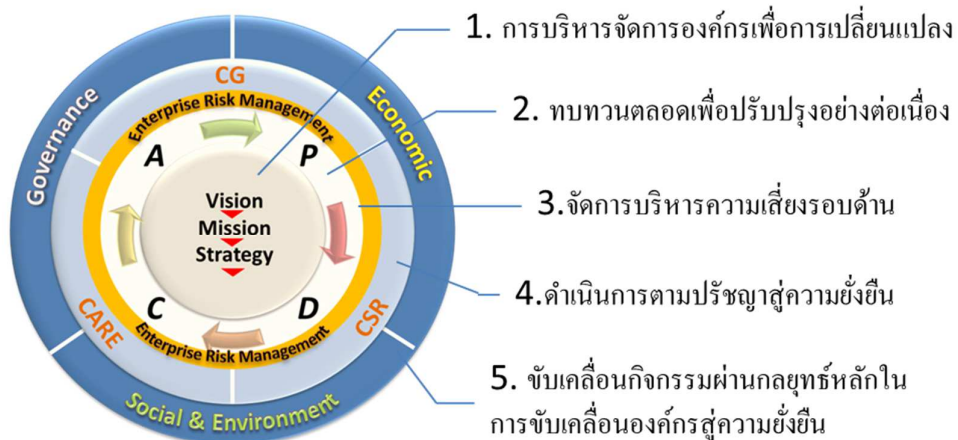 Governance
Economic
Social & Environment
CG
CARE
CSR
Enterprise Risk Management
A
P
C
D
Enterprise Risk Management
Vision
Mission
Strategy
1. การบริหารจัดการองค์กรเพื่อการเปลี่ยนแปลง
2. ทบทวนตลอดเพื่อปรับปรุงอย่างต่อเนื่อง
3.จัดการบริหารความเสี่ยงรอบด้าน
4.ดำเนินการตามปรัชญาสู่ความยั่งยืน
5. ขับเคลื่อนกิจกรรมผ่านกลยุทธ์หลักใน
การขับเคลื่อนองค์กรสู่ความยั่งยืน